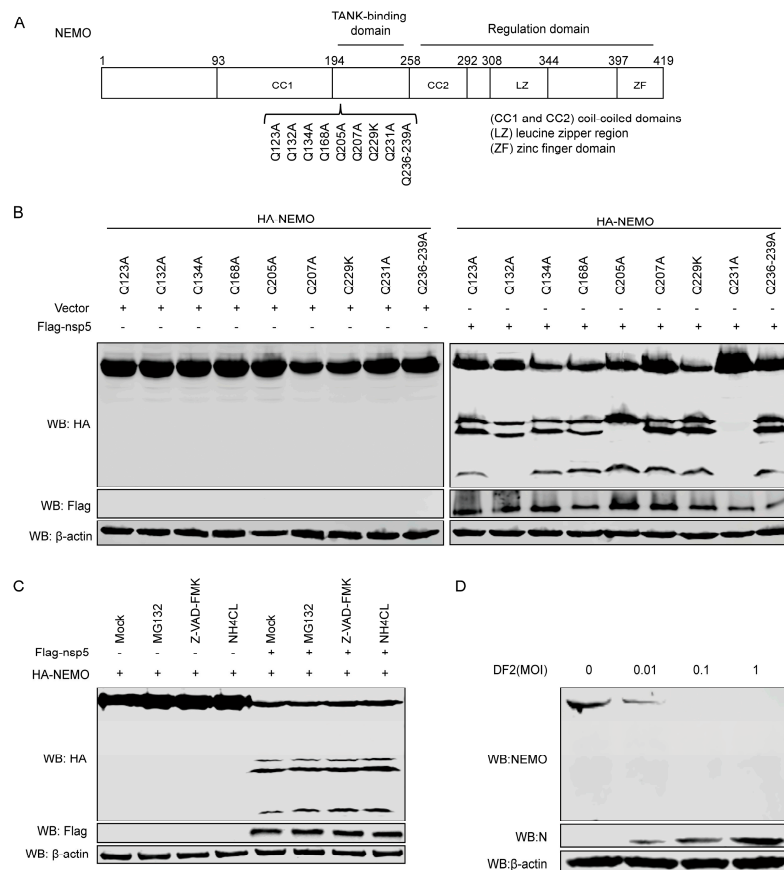 A
NEMO
TANK-binding
domain
Regulation domain
1 93 194 258 292 308 344 397 419
CC1 CC2 LZ ZF
Q123A
Q132A
Q134A
Q168A
Q205A
Q207A
Q229K
Q231A
Q236-239A
(CC1 and CC2) coil-coiled domains
(LZ) leucine zipper region
(ZF) zinc finger domain
B
HA NEMO
HA-NEMO
C123A
C132A
C134A
C168A
C205A
C207A
C229K
C231A
C236-239A
C123A
C132A
C134A
C168A
C205A
C207A
C229K
C231A
C236-239A
Vector + + + + + + + + + - - - - - - - - -
Flag-nsp5 - - - - - - - - - + + + + + + + + +
WB: HA
WB: Flag
WB: β-actin
C
Mock
MG132
Z-VAD-FMK
NH4CL
Mock
MG132
Z-VAD-FMK
NH4CL
Flag-nsp5 - - - - + + + +
HA-NEMO + + + + + + + +
WB: HA
WB: Flag
WB: β-actin
D
DF2(MOI) 0 0.01 0.1 1
WB:NEMO
WB:N
WB:β-actin